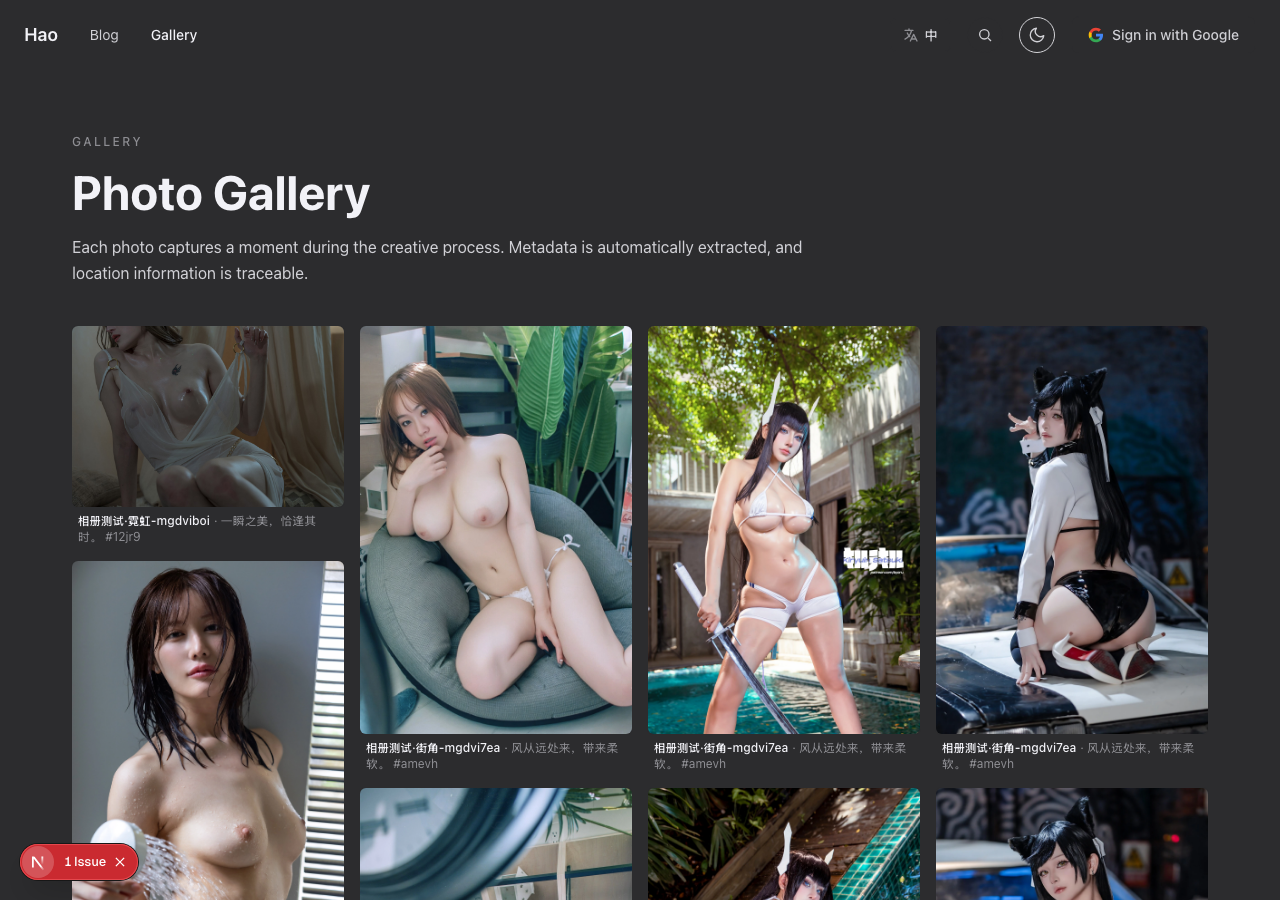 Hao
Blog
Gallery
中
Sign in with Google
GALLERY
Photo Gallery
Each photo captures a moment during the creative process. Metadata is automatically extracted, and
location information is traceable.
相册测试·霓虹-mgdviboi · 一瞬之美，恰逢其
时。 #12jr9
相册测试·街角-mgdvi7ea · 风从远处来，带来柔
软。 #amevh
相册测试·街角-mgdvi7ea · 风从远处来，带来柔
软。 #amevh
相册测试·街角-mgdvi7ea · 风从远处来，带来柔
软。 #amevh
1 Issue